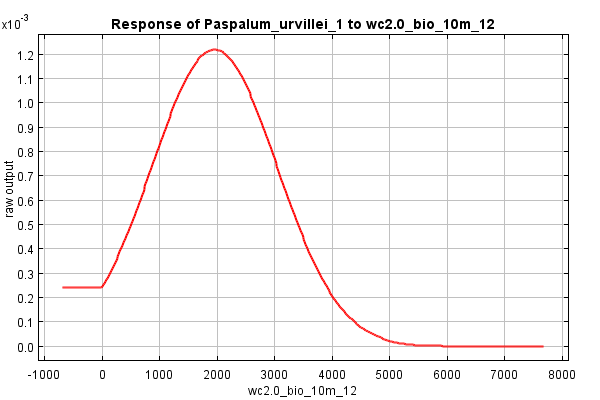 x10⁻³
Response of Paspalum_urvillei_1 to wc2.0_bio_10m_12
1.2
1.1
1.0
0.9
0.8
0.7
0.6
0.5
0.4
0.3
0.2
0.1
0.0
raw output
-1000 0 1000 2000 3000 4000 5000 6000 7000 8000
wc2.0_bio_10m_12